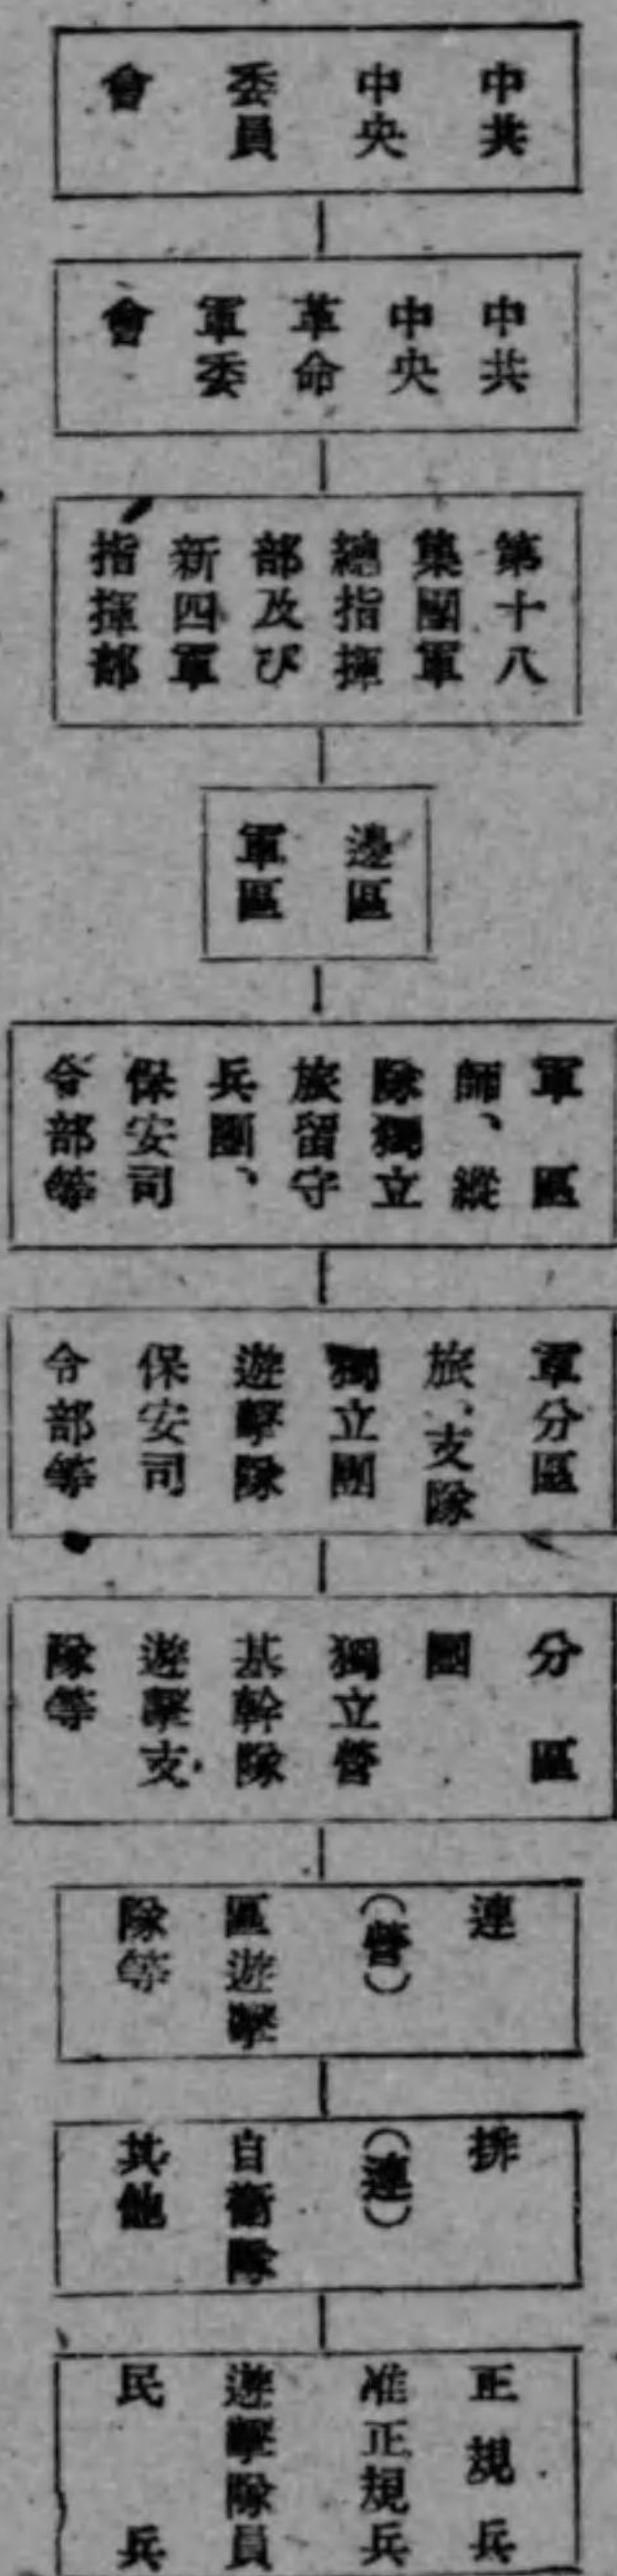 中共
中央
委員
會
中共
中央
革命
軍委
會
第十八
集團軍
總指揮
部及び
新四軍
指揮部
邊區
軍區
軍區
師、縱
隊獨立
旅留守
兵團、
保安司
令部等
軍分區
旅、支隊
獨立團
遊擊隊
保安司
令部等
分區
團
獨立營
基幹隊
遊擊支
隊等
連
(營)
區遊擊
隊等
排
(連)
自衞隊
其他
正規兵
准正規兵
遊擊隊員
民兵